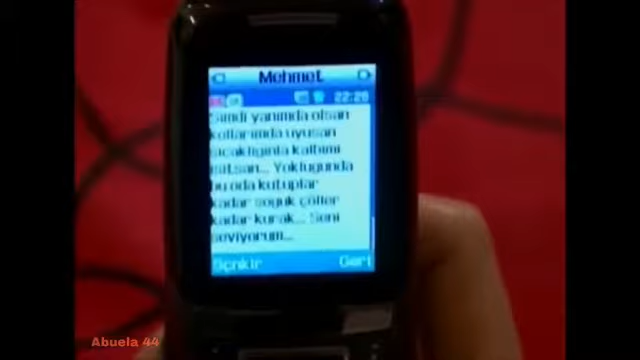 Mehmet
22:28
Şimdi yanımda olsan
kollarımda uyusan
sıcaklığınla kalbimi
ısıtsan... Yokluğunda
bu oda kutuplar
kadar soğuk çöller
kadar kurak... Seni
seviyorum...
Geri
Abuela 44